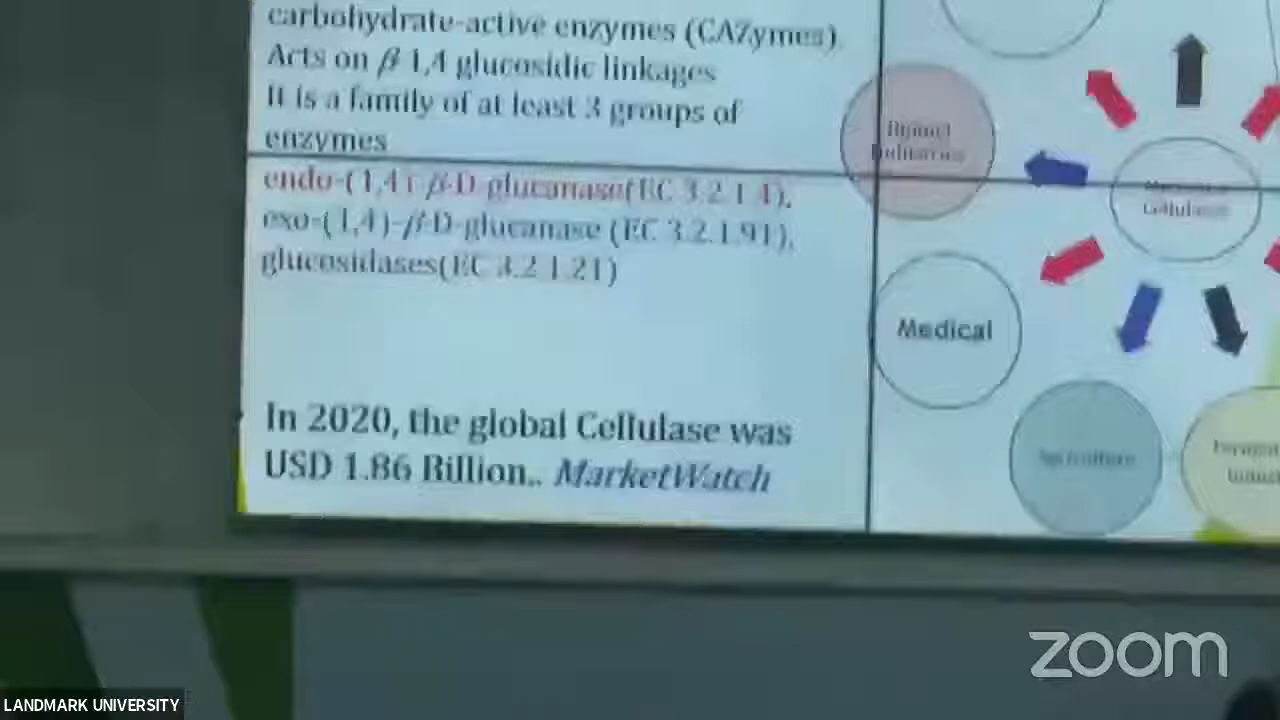 carbohydrate-active enzymes (CAZymes)
Acts on β 1,4 glucosidic linkages
It is a family of at least 3 groups of
enzymes
endo-(1,4)-β-D-glucanase(EC 3.2.1.4),
exo-(1,4)-β-D-glucanase (EC 3.2.1.91),
glucosidases(EC 3.2.1.21)
In 2020, the global Cellulase was
USD 1.86 Billion.. MarketWatch
Cellulase
Medical
Agriculture
zoom
LANDMARK UNIVERSITY